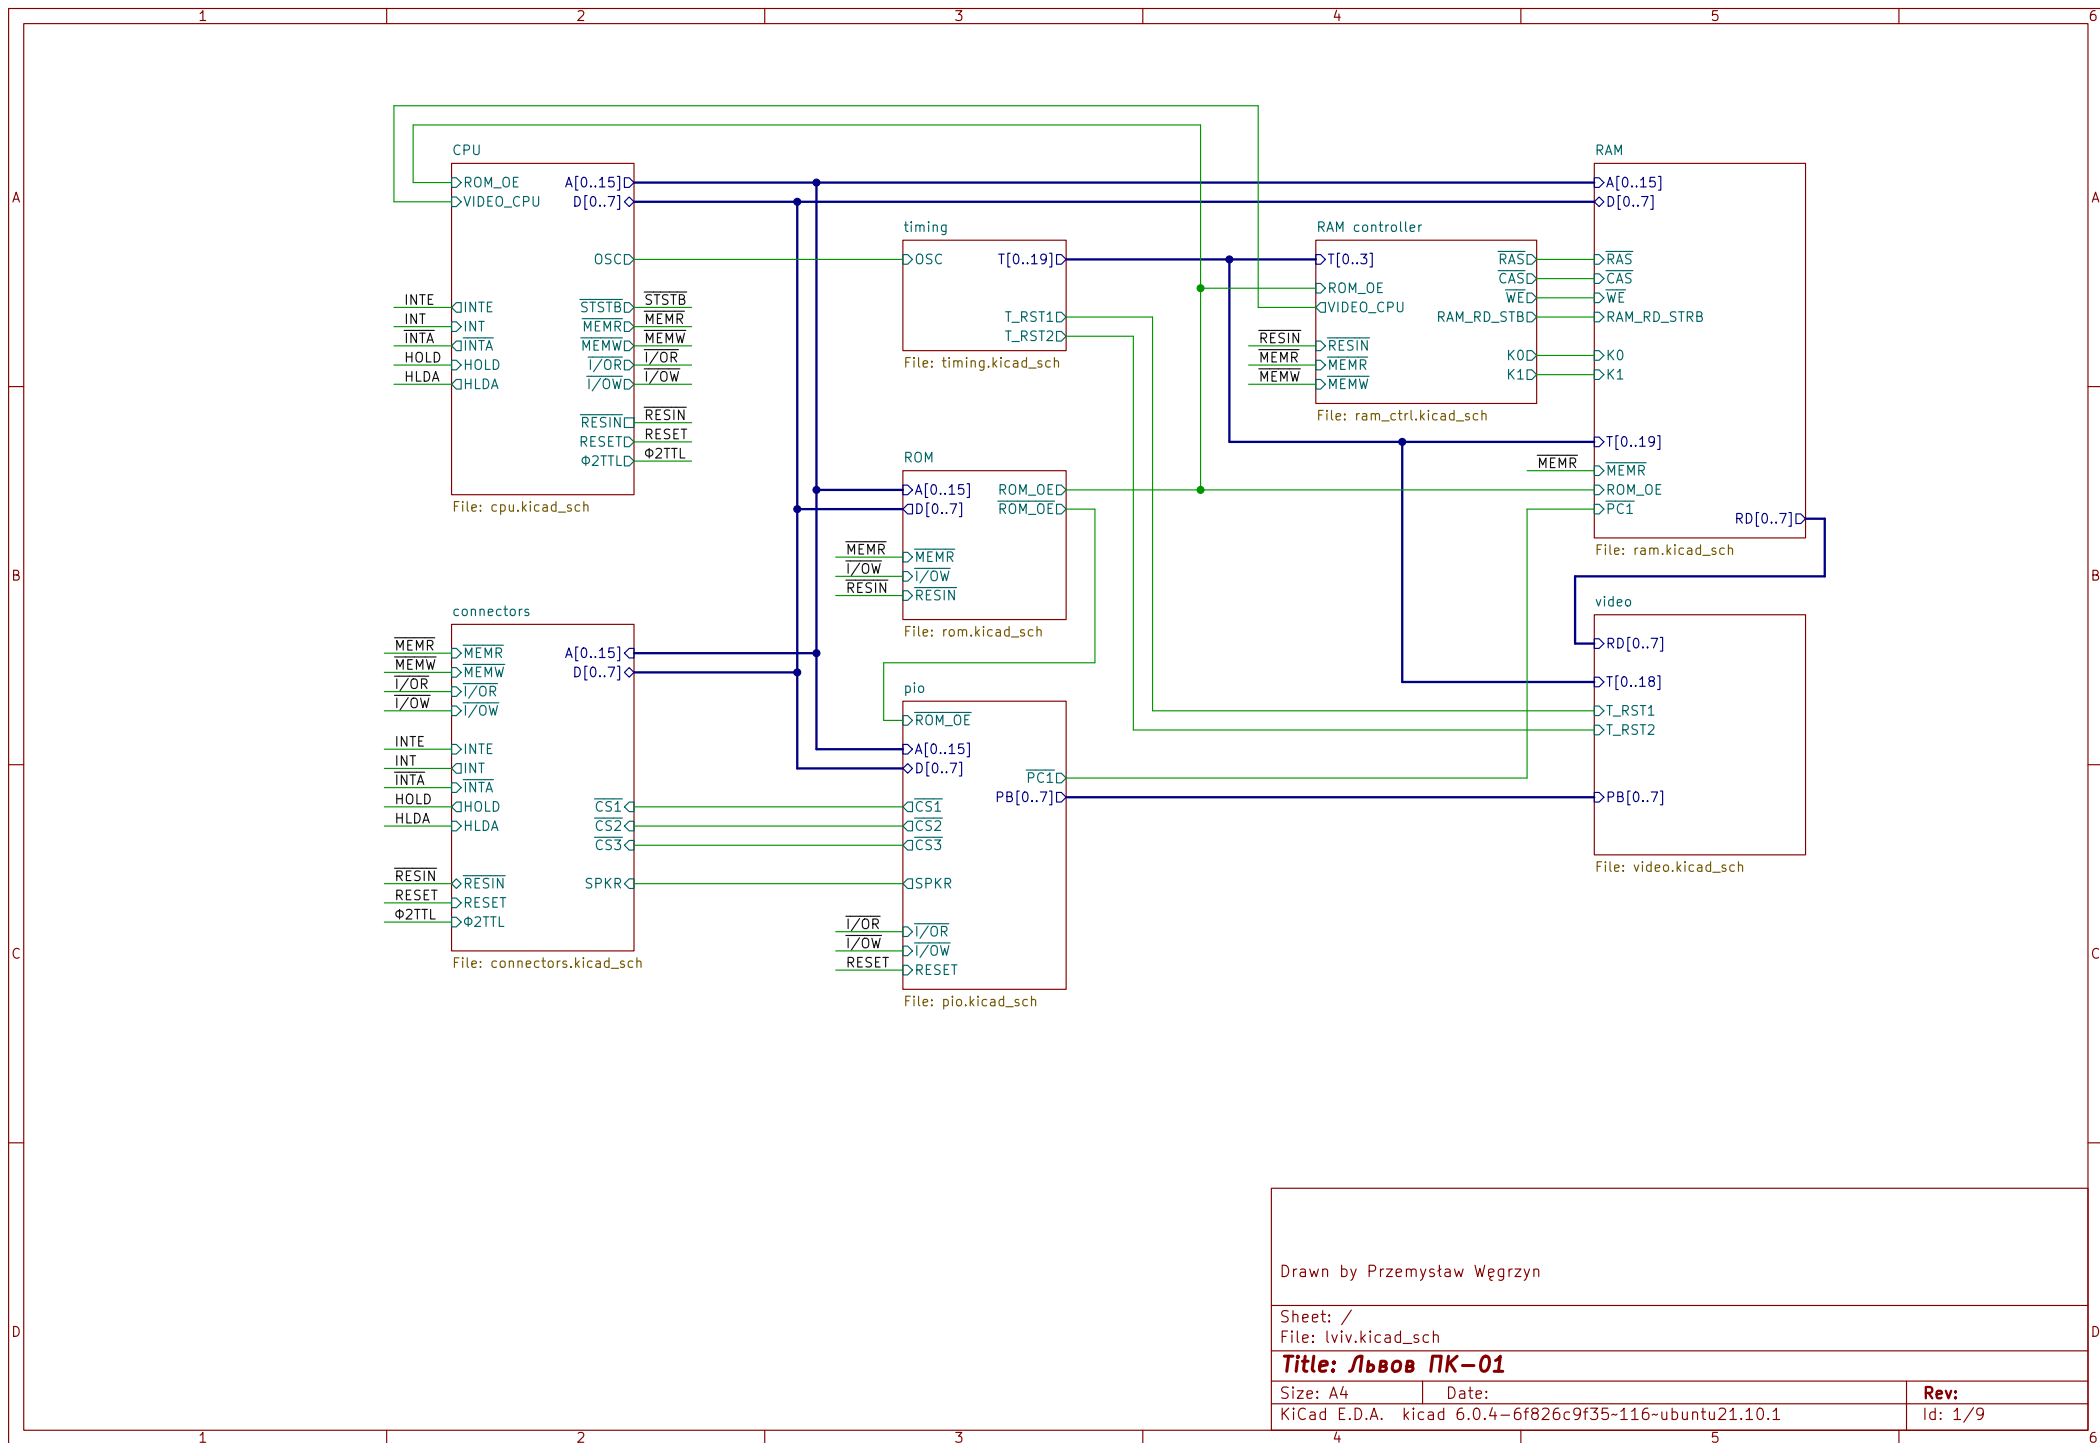 1 2 3 4 5 6
A
B
C
D
A
B
C
D
CPU
ROM_OE
VIDEO_CPU
INTE INTE
INT INT
INTA INTA
HOLD HOLD
HLDA HLDA
A[0..15]
D[0..7]
OSC
STSTB STSTB
MEMR MEMR
MEMW MEMW
I/OR I/OR
I/OW I/OW
RESIN RESIN
RESET RESET
Φ2TTL Φ2TTL
File: cpu.kicad_sch
timing
OSC
T[0..19]
T_RST1
T_RST2
File: timing.kicad_sch
RAM controller
T[0..3]
ROM_OE
VIDEO_CPU
RESIN RESIN
MEMR MEMR
MEMW MEMW
RAS
CAS
WE
RAM_RD_STB
K0
K1
File: ram_ctrl.kicad_sch
RAM
A[0..15]
D[0..7]
RAS
CAS
WE
RAM_RD_STRB
K0
K1
T[0..19]
MEMR MEMR
ROM_OE
PC1
RD[0..7]
File: ram.kicad_sch
ROM
A[0..15]
D[0..7]
MEMR MEMR
I/OW I/OW
RESIN RESIN
ROM_OE
ROM_OE
File: rom.kicad_sch
connectors
MEMR MEMR
MEMW MEMW
I/OR I/OR
I/OW I/OW
INTE INTE
INT INT
INTA INTA
HOLD HOLD
HLDA HLDA
RESIN RESIN
RESET RESET
Φ2TTL Φ2TTL
A[0..15]
D[0..7]
CS1
CS2
CS3
SPKR
File: connectors.kicad_sch
pio
ROM_OE
A[0..15]
D[0..7]
CS1
CS2
CS3
SPKR
I/OR I/OR
I/OW I/OW
RESET RESET
PC1
PB[0..7]
File: pio.kicad_sch
video
RD[0..7]
T[0..18]
T_RST1
T_RST2
PB[0..7]
File: video.kicad_sch
Drawn by Przemysław Węgrzyn
Sheet: /
File: lviv.kicad_sch
Title: Львов ПК-01
Size: A4 Date: Rev:
KiCad E.D.A. kicad 6.0.4-6f826c9f35~116~ubuntu21.10.1 Id: 1/9
1 2 3 4 5 6